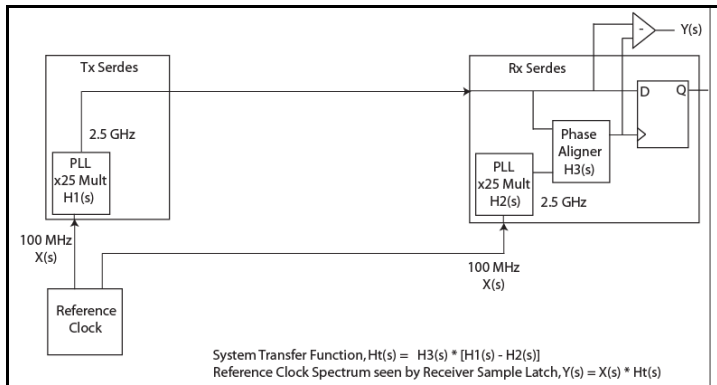 Y(s)
Tx Serdes
Rx Serdes
D
Q
2.5 GHz
PLL
x25 Mult
H1(s)
Phase
Aligner
H3(s)
PLL
x25 Mult
H2(s)
2.5 GHz
100 MHz
X(s)
100 MHz
X(s)
Reference
Clock
System Transfer Function, Ht(s) = H3(s) * [H1(s) - H2(s)]
Reference Clock Spectrum seen by Receiver Sample Latch, Y(s) = X(s) * Ht(s)